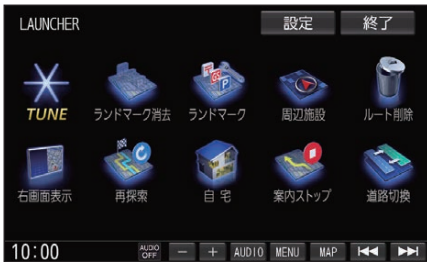 LAUNCHER 設定 終了
TUNE ランドマーク消去 ランドマーク 周辺施設 ルート削除
右画面表示 再探索 自宅 案内ストップ 道路切換
10:00 AUDIO OFF − + AUDIO MENU MAP